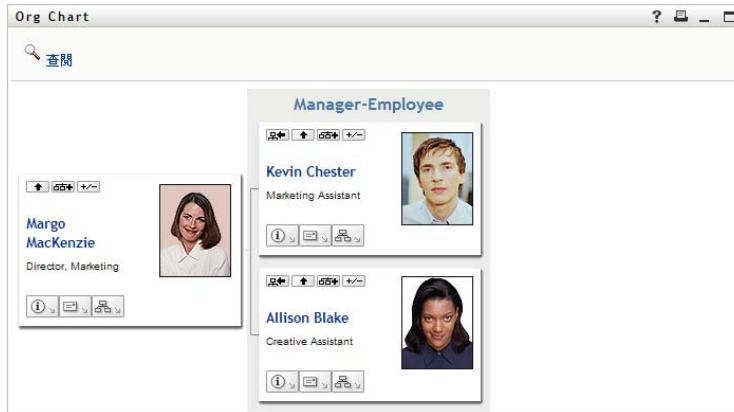 Org Chart
查閱
Manager-Employee
Margo
MacKenzie
Director, Marketing
Kevin Chester
Marketing Assistant
Allison Blake
Creative Assistant